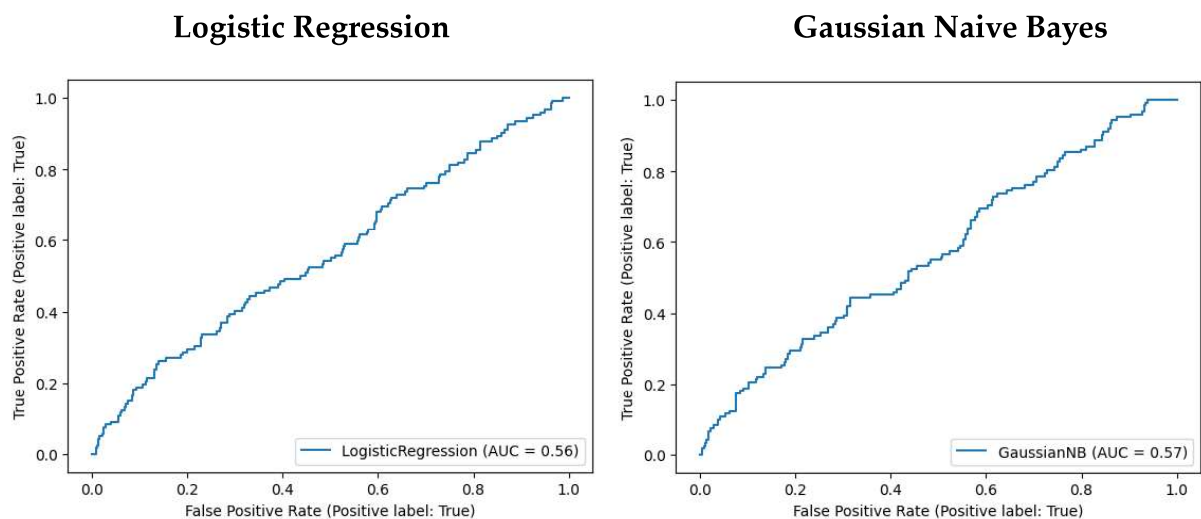 Logistic Regression
1.0
0.8
0.6
0.4
0.2
0.0
True Positive Rate (Positive label: True)
LogisticRegression (AUC = 0.56)
0.0 0.2 0.4 0.6 0.8 1.0
False Positive Rate (Positive label: True)
Gaussian Naive Bayes
1.0
0.8
0.6
0.4
0.2
0.0
True Positive Rate (Positive label: True)
GaussianNB (AUC = 0.57)
0.0 0.2 0.4 0.6 0.8 1.0
False Positive Rate (Positive label: True)